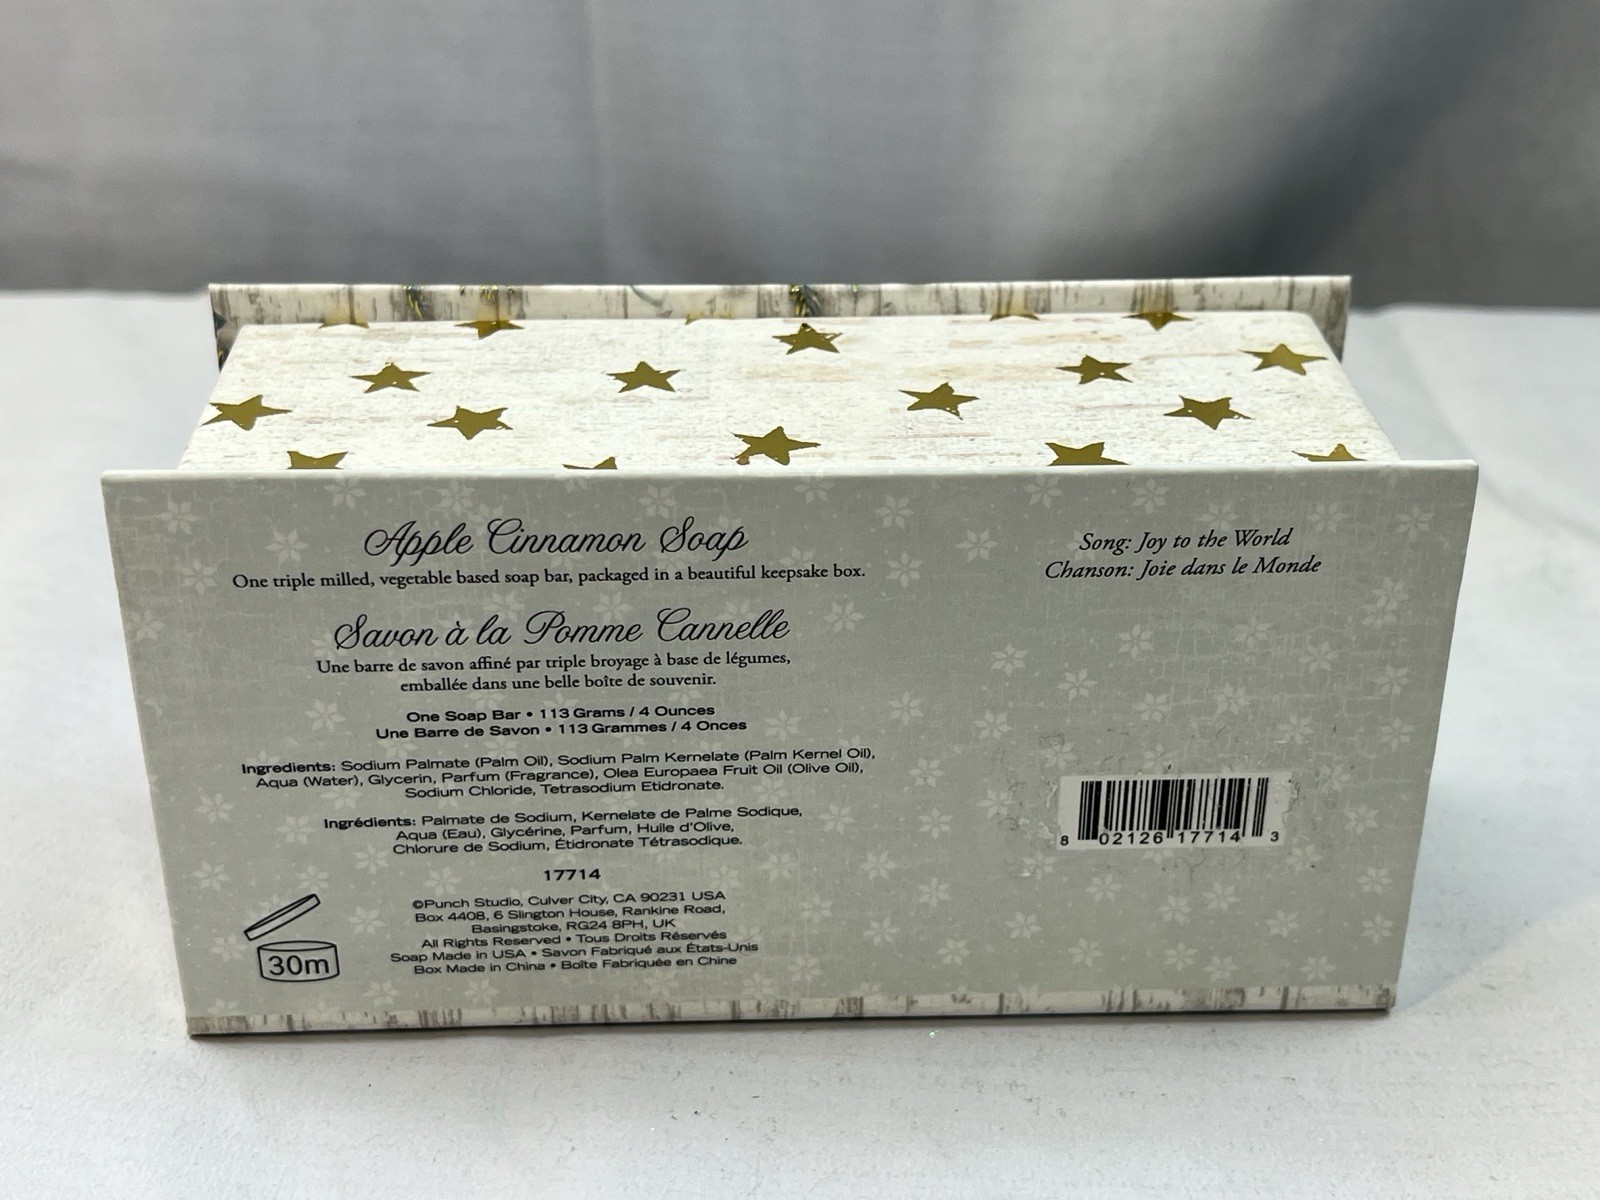 Apple Cinnamon Soap
One triple milled, vegetable based soap bar, packaged in a beautiful keepsake box.
Savon à la Pomme Cannelle
Une barre de savon affiné par triple broyage à base de légumes,
emballée dans une belle boîte de souvenir.
One Soap Bar • 113 Grams / 4 Ounces
Une Barre de Savon • 113 Grammes / 4 Onces
Ingredients: Sodium Palmate (Palm Oil), Sodium Palm Kernelate (Palm Kernel Oil),
Aqua (Water), Glycerin, Parfum (Fragrance), Olea Europaea Fruit Oil (Olive Oil),
Sodium Chloride, Tetrasodium Etidronate.
Ingrédients: Palmate de Sodium, Kernelate de Palme Sodique,
Aqua (Eau), Glycérine, Parfum, Huile d'Olive,
Chlorure de Sodium, Étidronate Tétrasodique.
17714
©Punch Studio, Culver City, CA 90231 USA
Box 4408, 6 Slington House, Rankine Road,
Basingstoke, RG24 8PH, UK
All Rights Reserved • Tous Droits Réservés
Soap Made in USA • Savon Fabriqué aux États-Unis
Box Made in China • Boîte Fabriquée en Chine
30m
Song: Joy to the World
Chanson: Joie dans le Monde
8 02126 17714 3